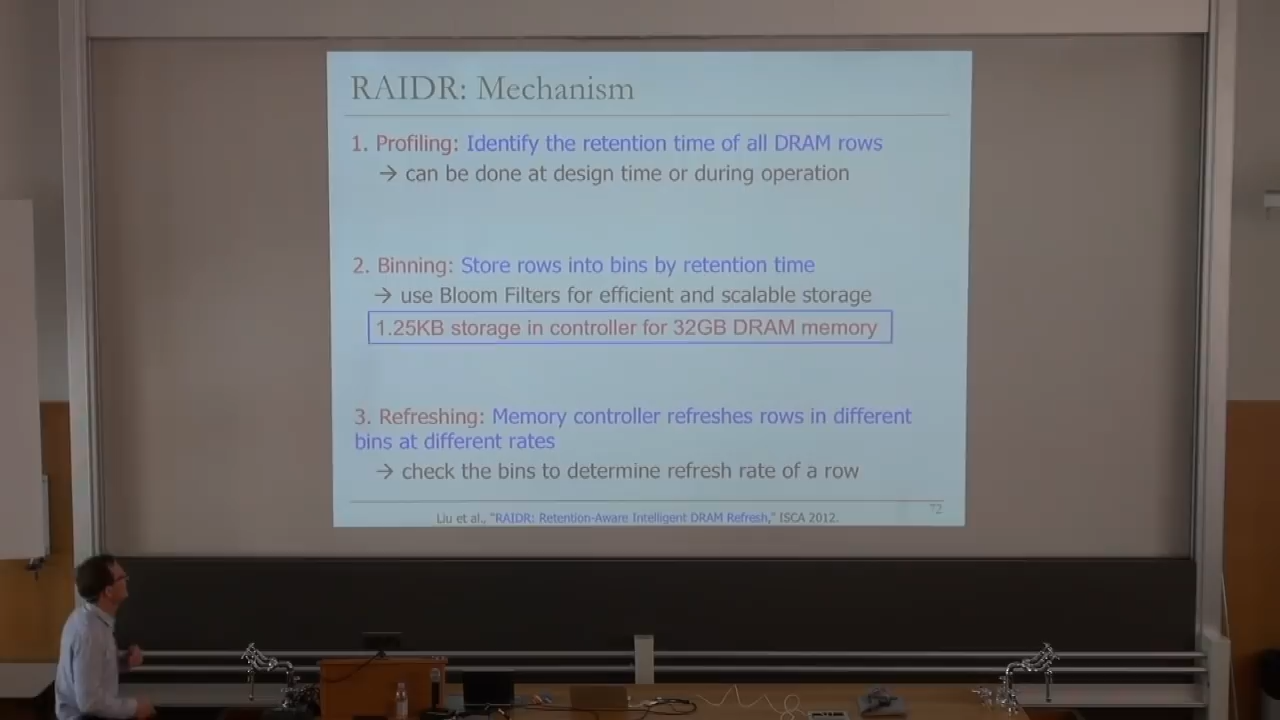 RAIDR: Mechanism
1. Profiling: Identify the retention time of all DRAM rows
→ can be done at design time or during operation
2. Binning: Store rows into bins by retention time
→ use Bloom Filters for efficient and scalable storage
1.25KB storage in controller for 32GB DRAM memory
3. Refreshing: Memory controller refreshes rows in different
bins at different rates
→ check the bins to determine refresh rate of a row
Liu et al., "RAIDR: Retention-Aware Intelligent DRAM Refresh," ISCA 2012.
72